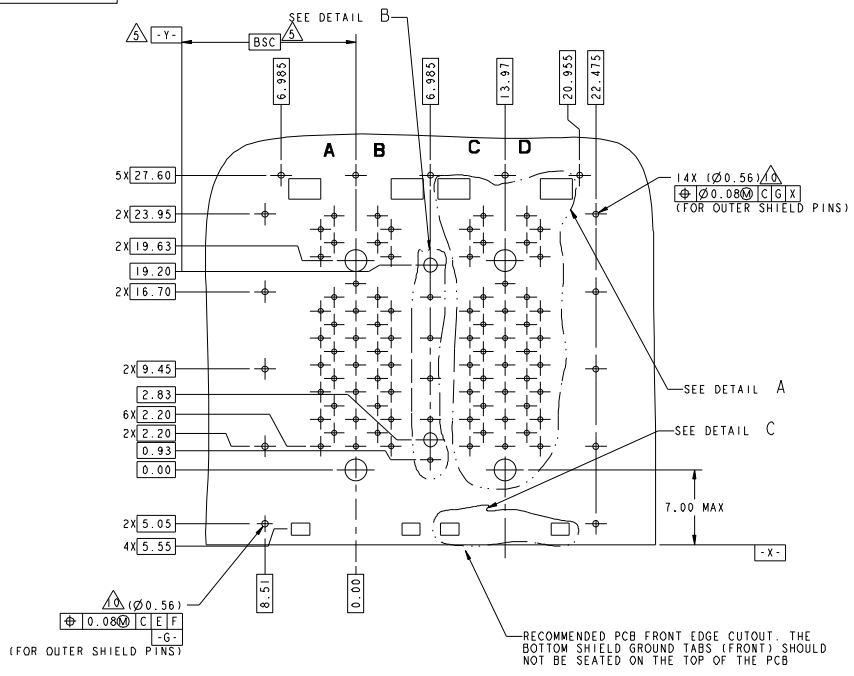 SEE DETAIL B
5 -Y-
BSC 5
6.985
6.985
13.97
20.955
22.475
A B C D
5X 27.60
14X (Ø0.56) 10
⌖ Ø0.08Ⓜ C G X
(FOR OUTER SHIELD PINS)
2X 23.95
2X 19.63
19.20
2X 16.70
2X 9.45
SEE DETAIL A
2.83
6X 2.20
SEE DETAIL C
2X 2.20
0.93
0.00
7.00 MAX
2X 5.05
4X 5.55
-X-
8.51
0.00
10 (Ø0.56)
⌖ 0.08Ⓜ C E F
-G-
(FOR OUTER SHIELD PINS)
RECOMMENDED PCB FRONT EDGE CUTOUT. THE
BOTTOM SHIELD GROUND TABS (FRONT) SHOULD
NOT BE SEATED ON THE TOP OF THE PCB